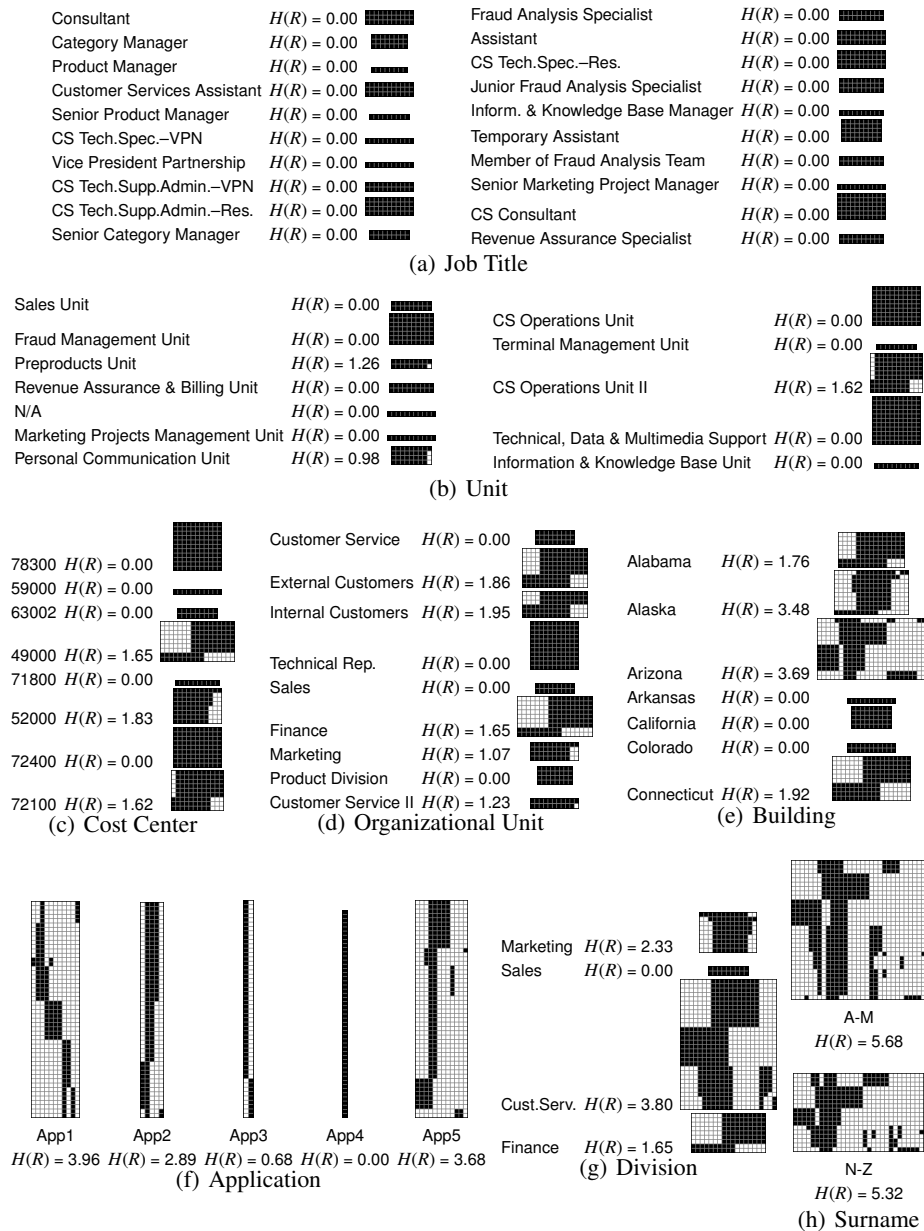 Consultant H(R) = 0.00
Category Manager H(R) = 0.00
Product Manager H(R) = 0.00
Customer Services Assistant H(R) = 0.00
Senior Product Manager H(R) = 0.00
CS Tech.Spec.–VPN H(R) = 0.00
Vice President Partnership H(R) = 0.00
CS Tech.Supp.Admin.–VPN H(R) = 0.00
CS Tech.Supp.Admin.–Res. H(R) = 0.00
Senior Category Manager H(R) = 0.00
Fraud Analysis Specialist H(R) = 0.00
Assistant H(R) = 0.00
CS Tech.Spec.–Res. H(R) = 0.00
Junior Fraud Analysis Specialist H(R) = 0.00
Inform. & Knowledge Base Manager H(R) = 0.00
Temporary Assistant H(R) = 0.00
Member of Fraud Analysis Team H(R) = 0.00
Senior Marketing Project Manager H(R) = 0.00
CS Consultant H(R) = 0.00
Revenue Assurance Specialist H(R) = 0.00
(a) Job Title
Sales Unit H(R) = 0.00
Fraud Management Unit H(R) = 0.00
Preproducts Unit H(R) = 1.26
Revenue Assurance & Billing Unit H(R) = 0.00
N/A H(R) = 0.00
Marketing Projects Management Unit H(R) = 0.00
Personal Communication Unit H(R) = 0.98
CS Operations Unit H(R) = 0.00
Terminal Management Unit H(R) = 0.00
CS Operations Unit II H(R) = 1.62
Technical, Data & Multimedia Support H(R) = 0.00
Information & Knowledge Base Unit H(R) = 0.00
(b) Unit
78300 H(R) = 0.00
59000 H(R) = 0.00
63002 H(R) = 0.00
49000 H(R) = 1.65
71800 H(R) = 0.00
52000 H(R) = 1.83
72400 H(R) = 0.00
72100 H(R) = 1.62
(c) Cost Center
Customer Service H(R) = 0.00
External Customers H(R) = 1.86
Internal Customers H(R) = 1.95
Technical Rep. H(R) = 0.00
Sales H(R) = 0.00
Finance H(R) = 1.65
Marketing H(R) = 1.07
Product Division H(R) = 0.00
Customer Service II H(R) = 1.23
(d) Organizational Unit
Alabama H(R) = 1.76
Alaska H(R) = 3.48
Arizona H(R) = 3.69
Arkansas H(R) = 0.00
California H(R) = 0.00
Colorado H(R) = 0.00
Connecticut H(R) = 1.92
(e) Building
App1 App2 App3 App4 App5
H(R) = 3.96 H(R) = 2.89 H(R) = 0.68 H(R) = 0.00 H(R) = 3.68
(f) Application
Marketing H(R) = 2.33
Sales H(R) = 0.00
Cust.Serv. H(R) = 3.80
Finance H(R) = 1.65
(g) Division
A-M
H(R) = 5.68
N-Z
H(R) = 5.32
(h) Surname